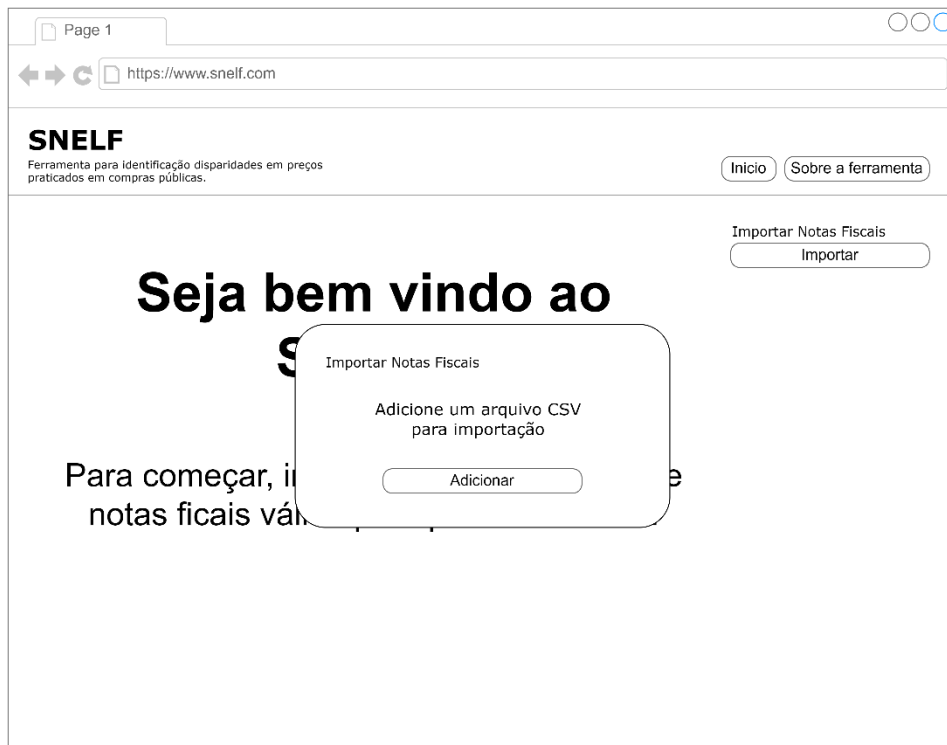 Page 1
https://www.snelf.com
SNELF
Ferramenta para identificação disparidades em preços
praticados em compras públicas.
Inicio
Sobre a ferramenta
Importar Notas Fiscais
Importar
Seja bem vindo ao
Importar Notas Fiscais
Adicione um arquivo CSV
para importação
Adicionar
Para começar,
notas ficais